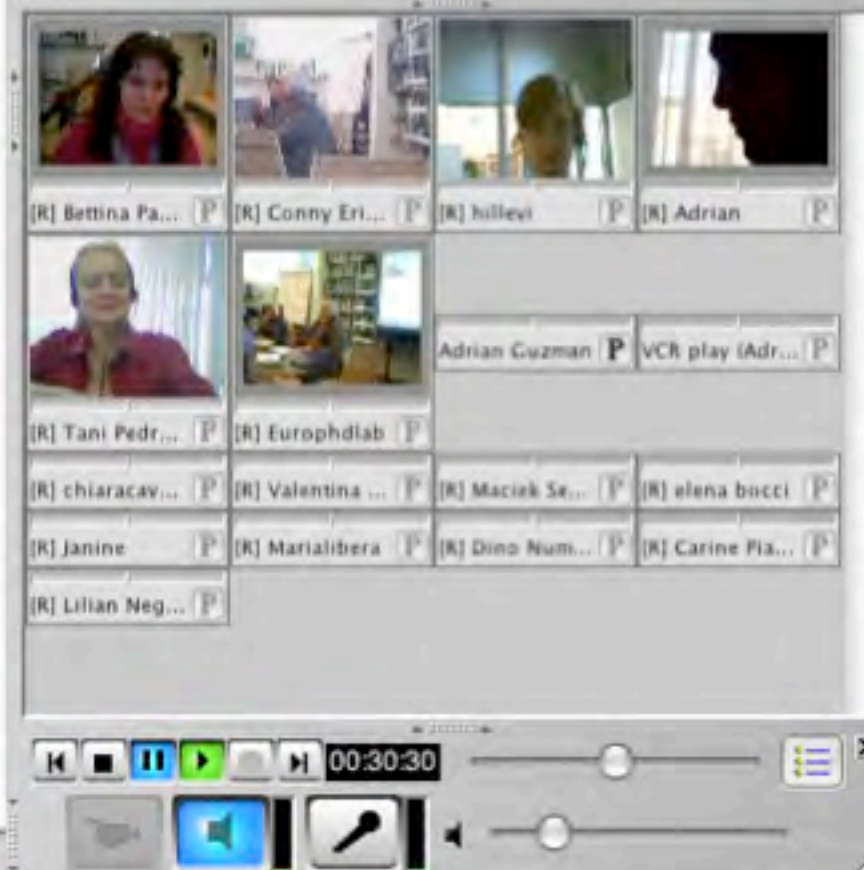 [R] Bettina Pa... P [R] Conny Eri... P [R] hillevi P [R] Adrian P
[R] Tani Pedr... P [R] Europhdlab P Adrian Guzman P VCR play (Adr... P
[R] chiaracav... P [R] Valentina ... P [R] Maciek Se... P [R] elena bocci P
[R] Janine P [R] Marialibera P [R] Dino Num... P [R] Carine Pia... P
[R] Lilian Neg... P
00:30:30